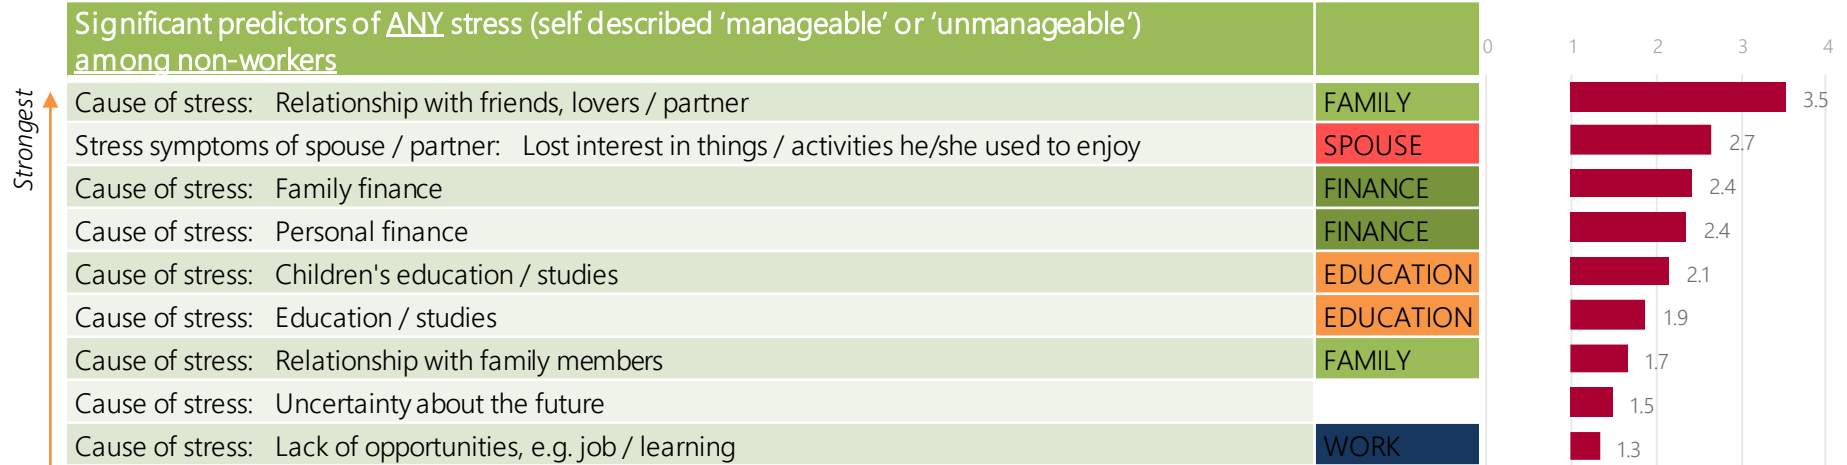 Significant predictors of ANY stress (self described ‘manageable’ or ‘unmanageable’)
among non-workers
0 1 2 3 4
Strongest
Cause of stress: Relationship with friends, lovers / partner FAMILY 3.5
Stress symptoms of spouse / partner: Lost interest in things / activities he/she used to enjoy SPOUSE 2.7
Cause of stress: Family finance FINANCE 2.4
Cause of stress: Personal finance FINANCE 2.4
Cause of stress: Children's education / studies EDUCATION 2.1
Cause of stress: Education / studies EDUCATION 1.9
Cause of stress: Relationship with family members FAMILY 1.7
Cause of stress: Uncertainty about the future 1.5
Cause of stress: Lack of opportunities, e.g. job / learning WORK 1.3